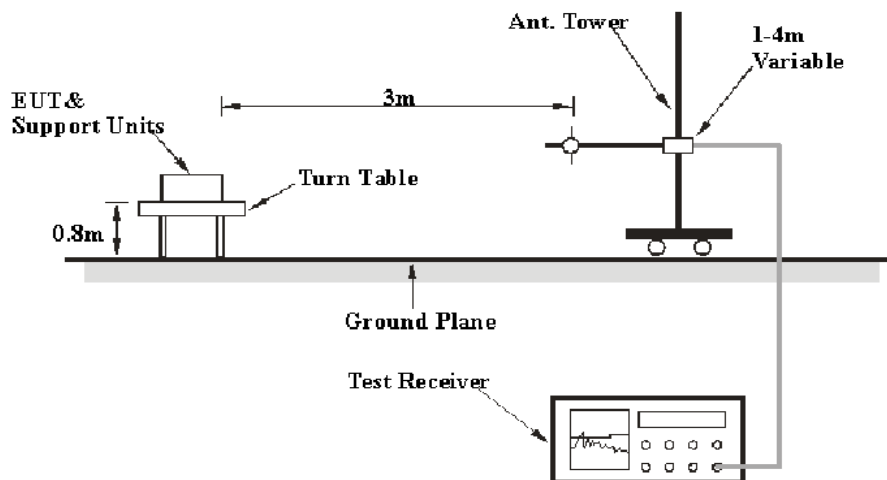 Ant. Tower
1-4m
Variable
3m
EUT&
Support Units
Turn Table
0.8m
Ground Plane
Test Receiver